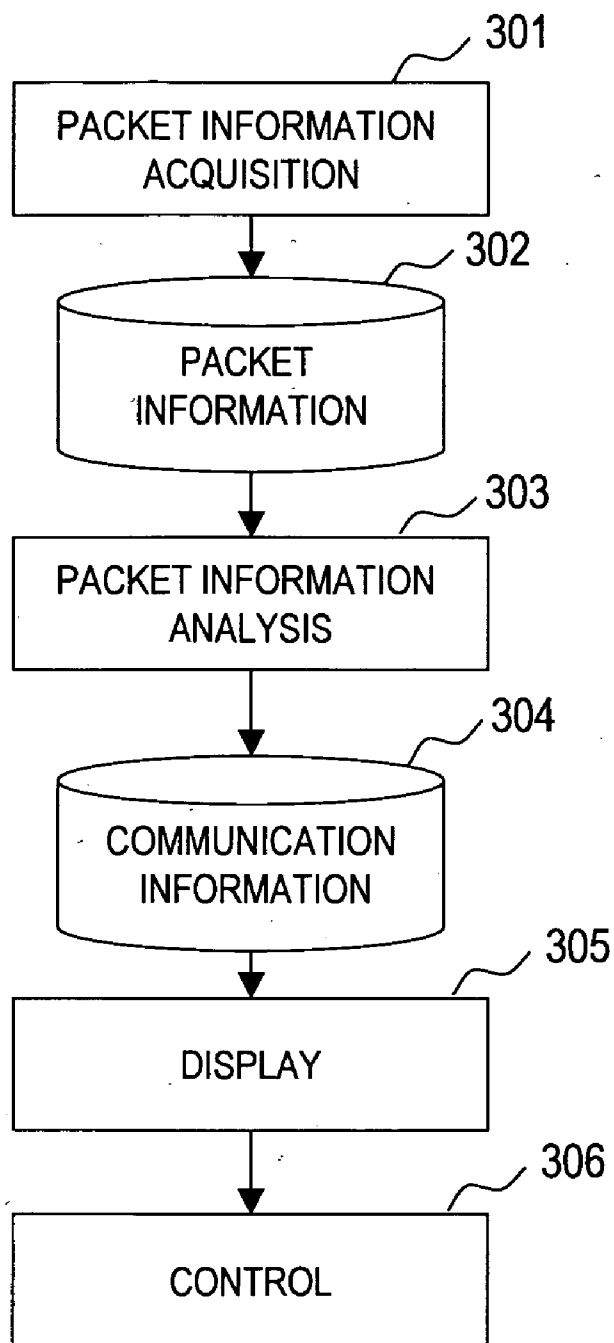 301
PACKET INFORMATION
ACQUISITION
302
PACKET
INFORMATION
303
PACKET INFORMATION
ANALYSIS
304
COMMUNICATION
INFORMATION
305
DISPLAY
306
CONTROL